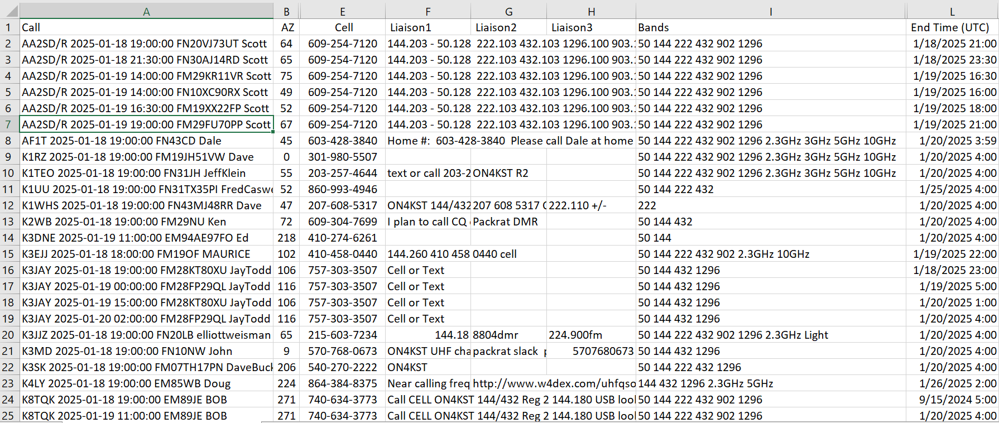 A B E F G H I L
1 Call AZ Cell Liaison1 Liaison2 Liaison3 Bands End Time (UTC)
2 AA2SD/R 2025-01-18 19:00:00 FN20VJ73UT Scott 64 609-254-7120 144.203 - 50.128 222.103 432.103 1296.100 903. 50 144 222 432 902 1296 1/18/2025 21:00
3 AA2SD/R 2025-01-18 21:30:00 FN30AJ14RD Scott 65 609-254-7120 144.203 - 50.128 222.103 432.103 1296.100 903. 50 144 222 432 902 1296 1/18/2025 23:30
4 AA2SD/R 2025-01-19 14:00:00 FM29KR11VR Scott 75 609-254-7120 144.203 - 50.128 222.103 432.103 1296.100 903. 50 144 222 432 902 1296 1/19/2025 16:30
5 AA2SD/R 2025-01-19 14:00:00 FN10XC90RX Scott 49 609-254-7120 144.203 - 50.128 222.103 432.103 1296.100 903. 50 144 222 432 902 1296 1/19/2025 16:00
6 AA2SD/R 2025-01-19 16:30:00 FM19XX22FP Scott 52 609-254-7120 144.203 - 50.128 222.103 432.103 1296.100 903. 50 144 222 432 902 1296 1/19/2025 18:00
7 AA2SD/R 2025-01-19 19:00:00 FM29FU70PP Scott 67 609-254-7120 144.203 - 50.128 222.103 432.103 1296.100 903. 50 144 222 432 902 1296 1/19/2025 21:00
8 AF1T 2025-01-18 19:00:00 FN43CD Dale 45 603-428-3840 Home #: 603-428-3840 Please call Dale at home 50 144 222 432 902 1296 2.3GHz 3GHz 5GHz 10GHz 1/20/2025 3:59
9 K1RZ 2025-01-18 19:00:00 FM19JH51VW Dave 0 301-980-5507 50 144 222 432 902 1296 2.3GHz 3GHz 5GHz 10GHz 1/20/2025 4:00
10 K1TEO 2025-01-18 19:00:00 FN31JH JeffKlein 55 203-257-4644 text or call 203-2 ON4KST R2 50 144 222 432 902 1296 2.3GHz 3GHz 5GHz 10GHz 1/20/2025 4:00
11 K1UU 2025-01-18 19:00:00 FN31TX35PI FredCaswe 52 860-993-4946 50 144 222 432 1/25/2025 4:00
12 K1WHS 2025-01-18 19:00:00 FN43MJ48RR Dave 47 207-608-5317 ON4KST 144/432 207 608 5317 222.110 +/- 222 1/20/2025 4:00
13 K2WB 2025-01-18 19:00:00 FM29NU Ken 72 609-304-7699 I plan to call CQ Packrat DMR 50 144 432 1/20/2025 4:00
14 K3DNE 2025-01-19 11:00:00 EM94AE97FO Ed 218 410-274-6261 50 144 1/20/2025 4:00
15 K3EJJ 2025-01-18 18:00:00 FM19OF MAURICE 102 410-458-0440 144.260 410 458 0440 cell 50 144 222 432 902 2.3GHz 10GHz 1/19/2025 22:00
16 K3JAY 2025-01-18 19:00:00 FM28KT80XU JayTodd 106 757-303-3507 Cell or Text 50 144 432 1296 1/18/2025 23:00
17 K3JAY 2025-01-19 00:00:00 FM28FP29QL JayTodd 116 757-303-3507 Cell or Text 50 144 432 1296 1/19/2025 5:00
18 K3JAY 2025-01-19 15:00:00 FM28KT80XU JayTodd 106 757-303-3507 Cell or Text 50 144 432 1296 1/20/2025 1:00
19 K3JAY 2025-01-20 02:00:00 FM28FP29QL JayTodd 116 757-303-3507 Cell or Text 50 144 432 1296 1/20/2025 4:00
20 K3JJZ 2025-01-18 19:00:00 FN20LB elliottweisman 65 215-603-7234 144.18 8804dmr 224.900fm 50 144 222 432 902 1296 2.3GHz Light 1/20/2025 4:00
21 K3MD 2025-01-18 19:00:00 FN10NW John 9 570-768-0673 ON4KST UHF cha packrat slack 5707680673 50 144 432 1296 1/20/2025 4:00
22 K3SK 2025-01-18 19:00:00 FM07TH17PN DaveBuck 206 540-270-2222 ON4KST 50 144 222 432 1296 1/20/2025 4:00
23 K4LY 2025-01-18 19:00:00 EM85WB Doug 224 864-384-8375 Near calling freq http://www.w4dex.com/uhfqso 144 432 1296 2.3GHz 5GHz 1/26/2025 2:00
24 K8TQK 2025-01-18 19:00:00 EM89JE BOB 271 740-634-3773 Call CELL ON4KST 144/432 Reg 2 144.180 USB loo 50 144 222 432 902 1296 9/15/2024 5:00
25 K8TQK 2025-01-19 11:00:00 EM89JE BOB 271 740-634-3773 Call CELL ON4KST 144/432 Reg 2 144.180 USB loo 50 144 222 432 902 1296 1/20/2025 4:00